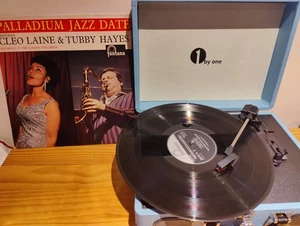 PALLADIUM JAZZ DATE
CLEO LAINE & TUBBY HAYES
fontana
1 by one